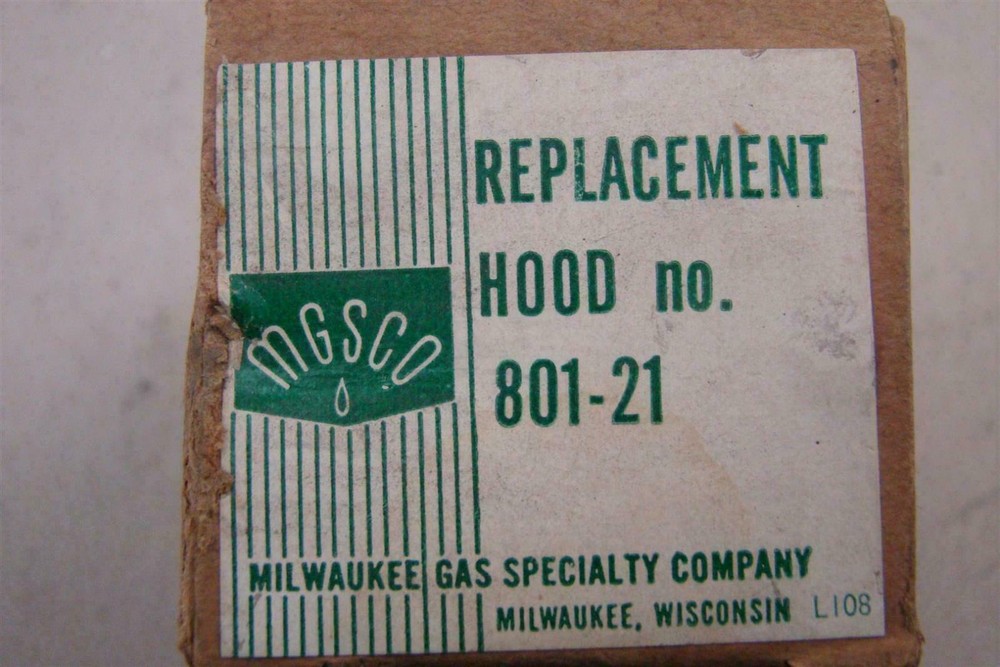 REPLACEMENT
HOOD no.
801-21
MGSCO
MILWAUKEE GAS SPECIALTY COMPANY
MILWAUKEE, WISCONSIN L108